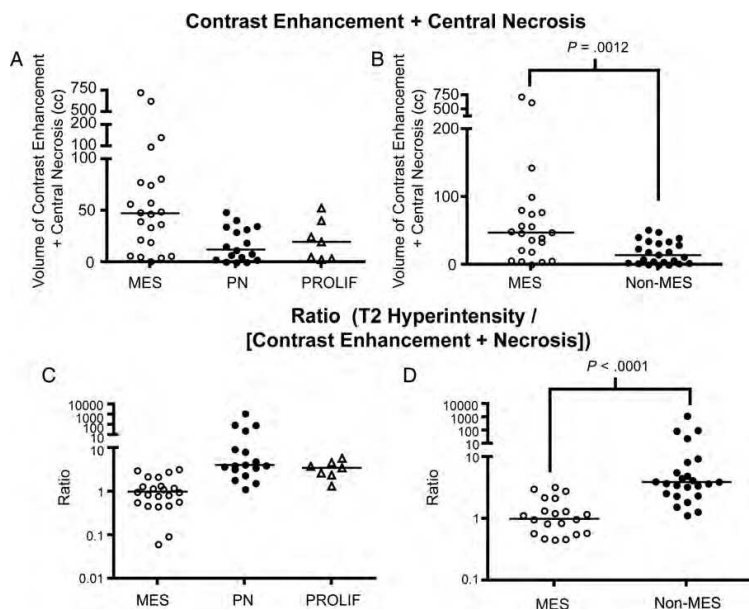 Contrast Enhancement + Central Necrosis
A
Volume of Contrast Enhancement
+ Central Necrosis (cc)
750
500
200
100
100
50
0
MES
PN
PROLIF
B
P = .0012
Volume of Contrast Enhancement
+ Central Necrosis (cc)
750
500
200
100
0
MES
Non-MES
Ratio (T2 Hyperintensity /
[Contrast Enhancement + Necrosis])
C
Ratio
10000
1000
100
10
10
1
0.1
0.01
MES
PN
PROLIF
D
P < .0001
Ratio
10000
1000
100
10
10
1
0.1
MES
Non-MES